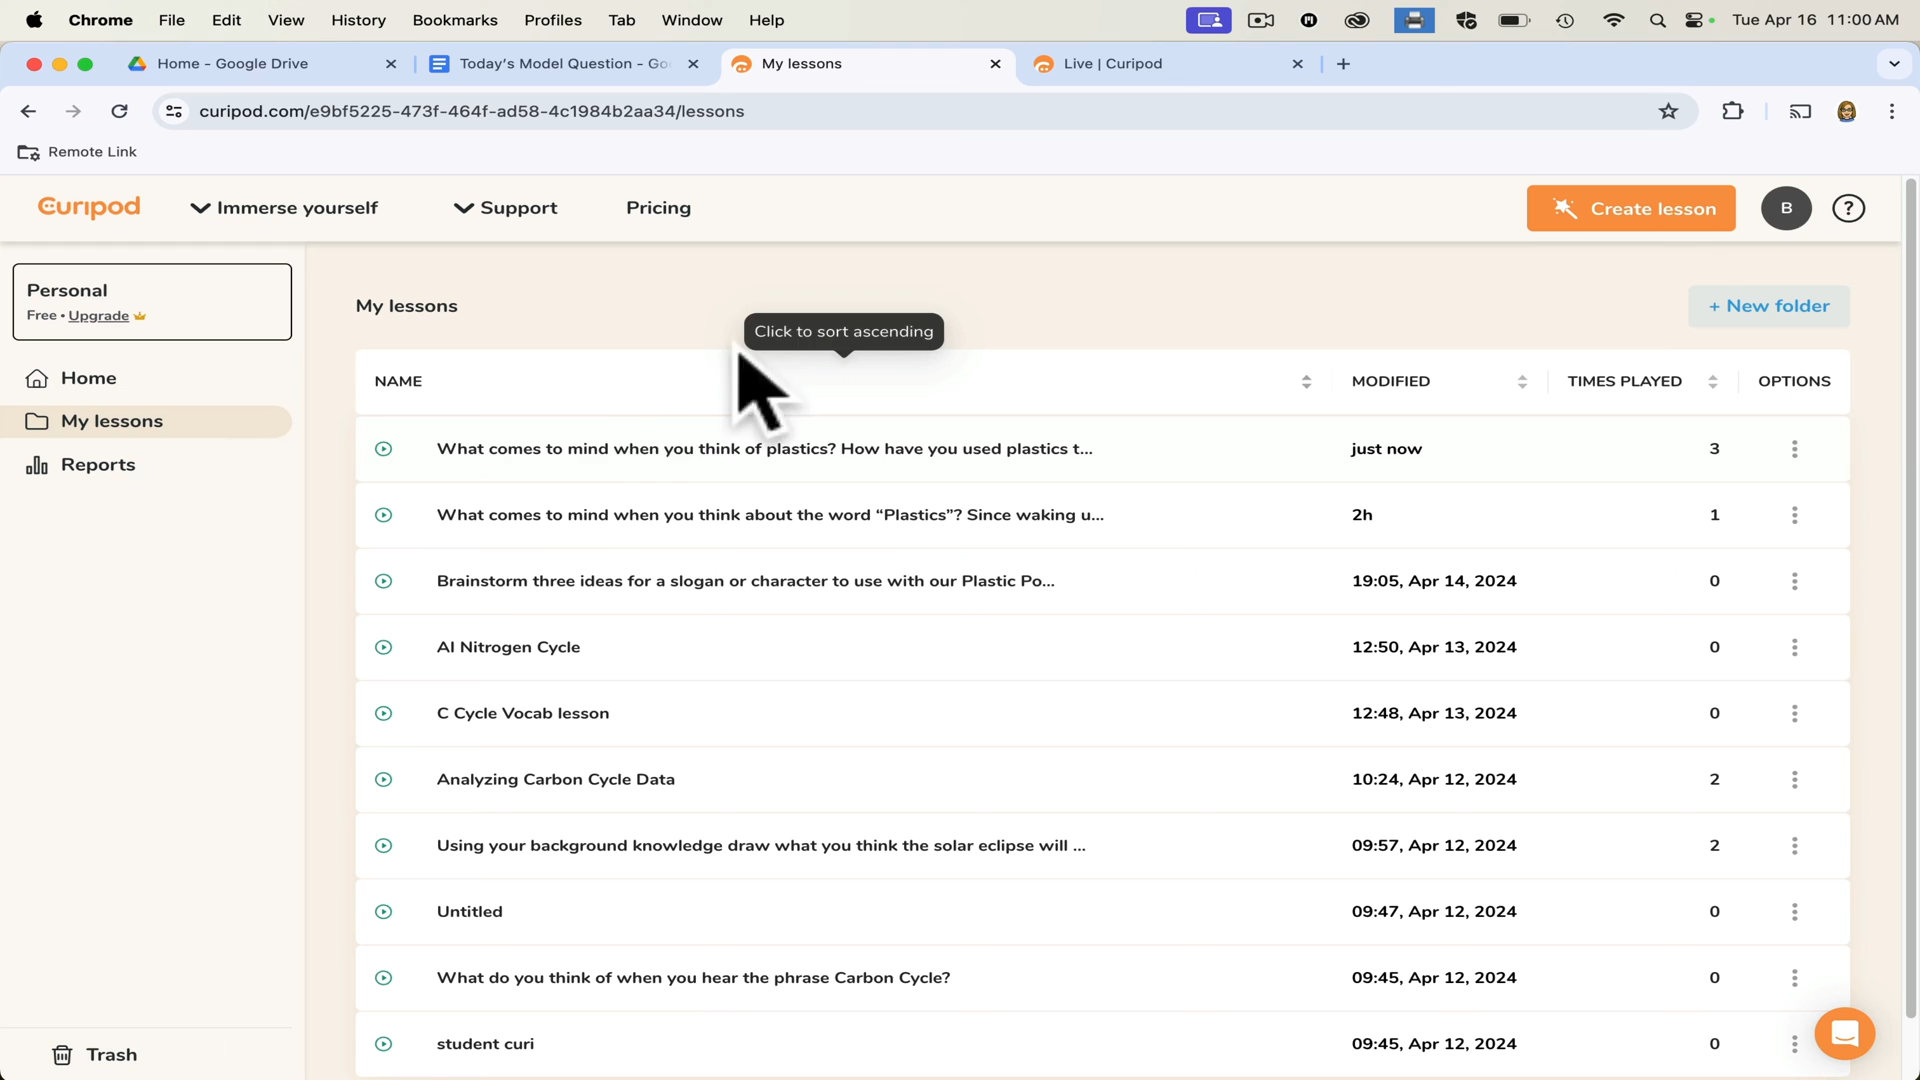 Chrome File Edit View History Bookmarks Profiles Tab Window Help Tue Apr 16 11:00 AM
Home - Google Drive Today's Model Question - Go My lessons Live | Curipod
curipod.com/e9bf5225-473f-464f-ad58-4c1984b2aa34/lessons
Remote Link
Curipod Immerse yourself Support Pricing Create lesson B ?
Personal
Free • Upgrade
Home
My lessons
Reports
Trash
My lessons
+ New folder
Click to sort ascending
NAME MODIFIED TIMES PLAYED OPTIONS
What comes to mind when you think of plastics? How have you used plastics t... just now 3
What comes to mind when you think about the word “Plastics”? Since waking u... 2h 1
Brainstorm three ideas for a slogan or character to use with our Plastic Po... 19:05, Apr 14, 2024 0
AI Nitrogen Cycle 12:50, Apr 13, 2024 0
C Cycle Vocab lesson 12:48, Apr 13, 2024 0
Analyzing Carbon Cycle Data 10:24, Apr 12, 2024 2
Using your background knowledge draw what you think the solar eclipse will ... 09:57, Apr 12, 2024 2
Untitled 09:47, Apr 12, 2024 0
What do you think of when you hear the phrase Carbon Cycle? 09:45, Apr 12, 2024 0
student curi 09:45, Apr 12, 2024 0